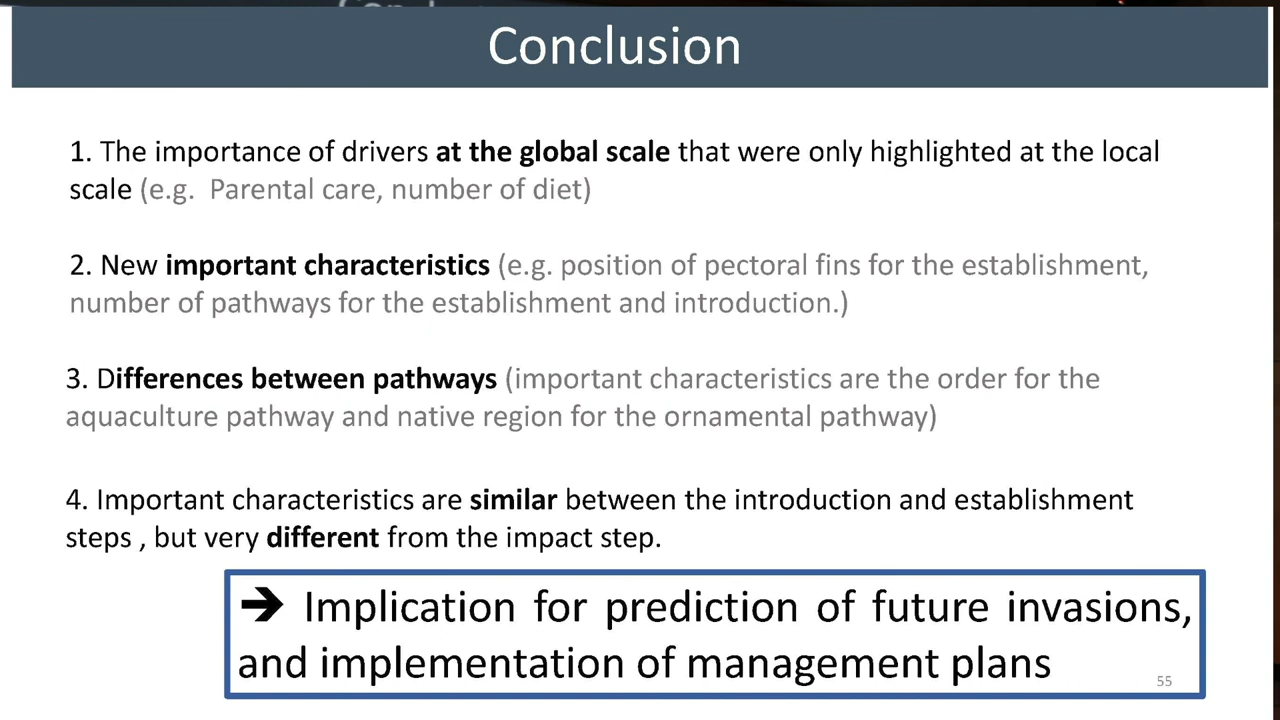 Conclusion
1. The importance of drivers at the global scale that were only highlighted at the local
scale (e.g.  Parental care, number of diet)
2. New important characteristics (e.g. position of pectoral fins for the establishment,
number of pathways for the establishment and introduction.)
3. Differences between pathways (important characteristics are the order for the
aquaculture pathway and native region for the ornamental pathway)
4. Important characteristics are similar between the introduction and establishment
steps , but very different from the impact step.
➔ Implication for prediction of future invasions,
and implementation of management plans
55